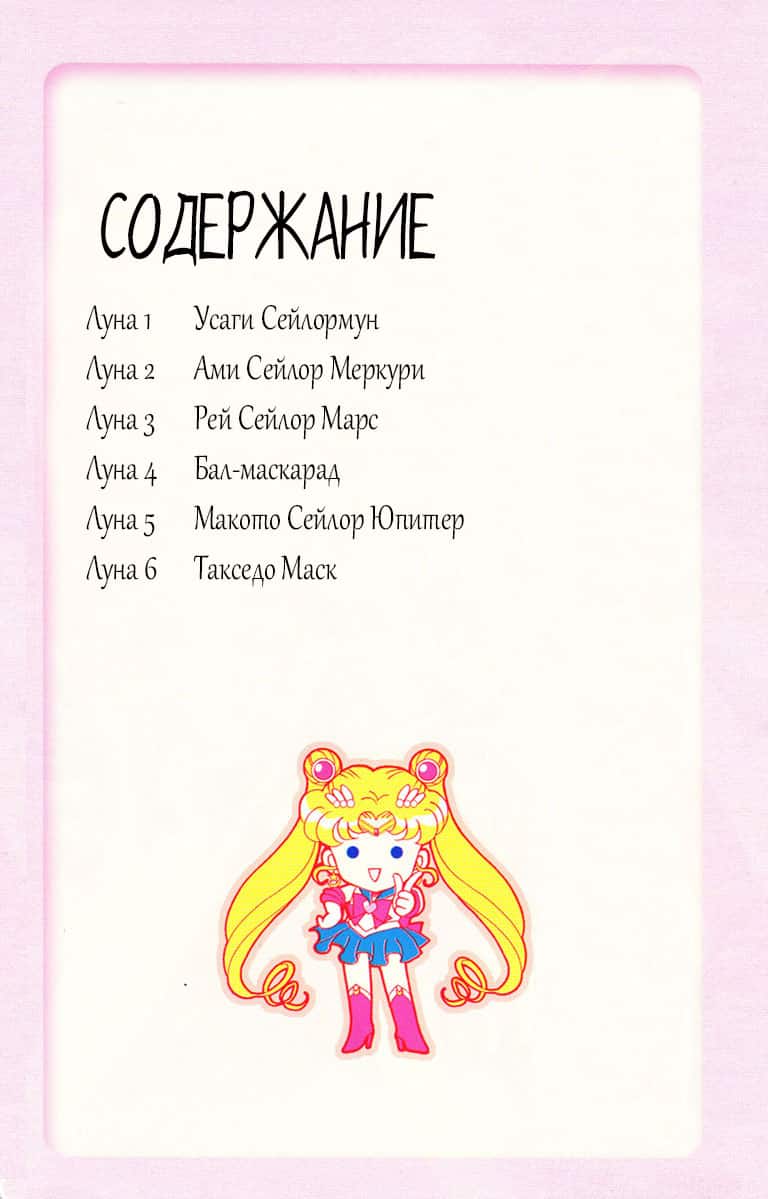 СОДЕРЖАНИЕ
Луна 1 Усаги Сейлормун
Луна 2 Ами Сейлор Меркури
Луна 3 Рей Сейлор Марс
Луна 4 Бал-маскарад
Луна 5 Макото Сейлор Юпитер
Луна 6 Такседо Маск